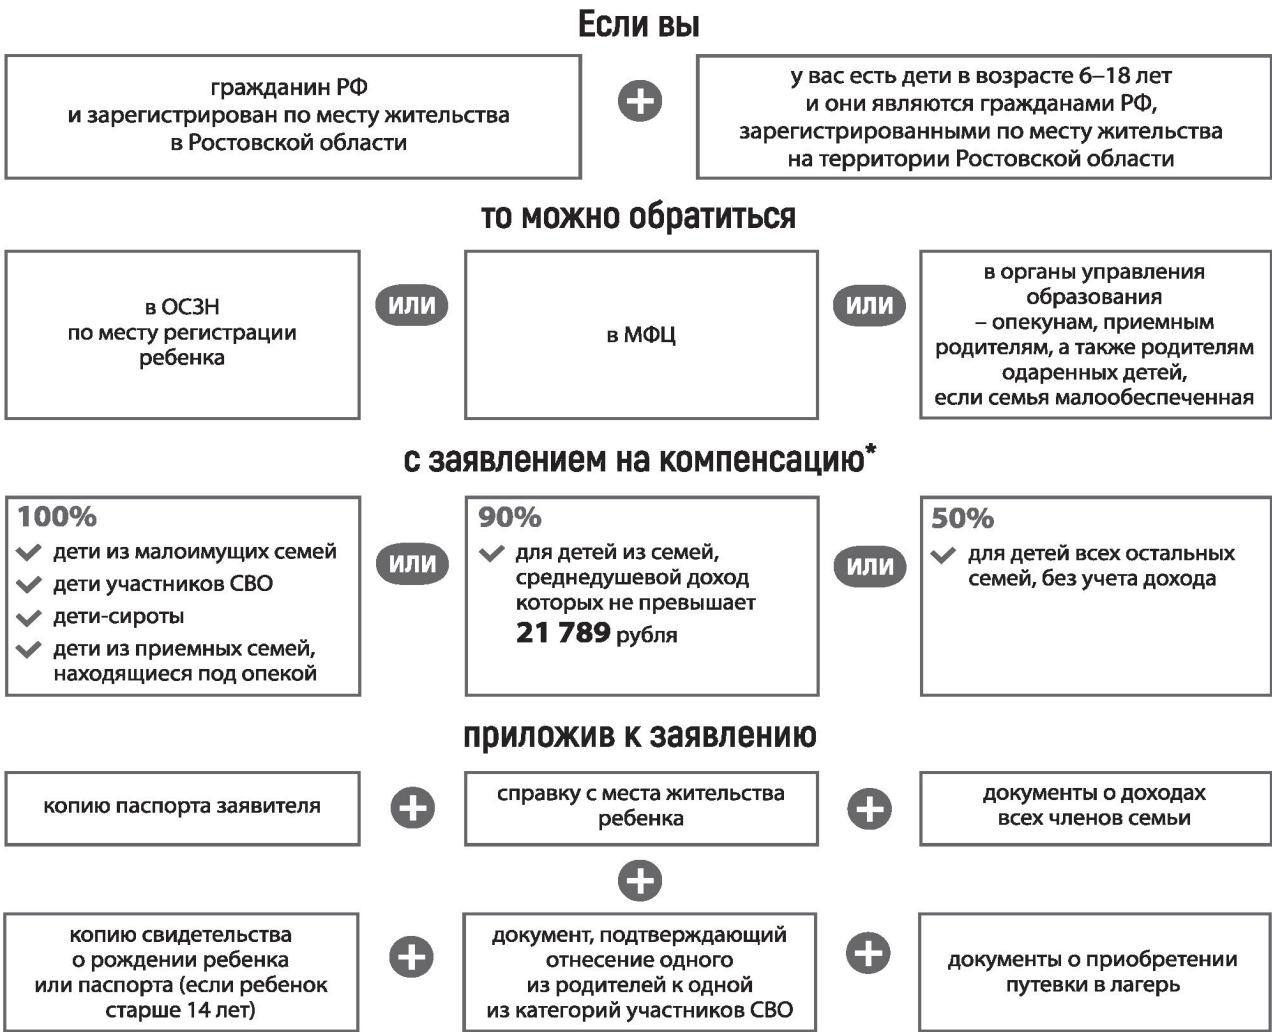 Если вы
гражданин РФ
и зарегистрирован по месту жительства
в Ростовской области
+
у вас есть дети в возрасте 6–18 лет
и они являются гражданами РФ,
зарегистрированными по месту жительства
на территории Ростовской области
то можно обратиться
в ОСЗН
по месту регистрации
ребенка
ИЛИ
в МФЦ
ИЛИ
в органы управления
образования
– опекунам, приемным
родителям, а также родителям
одаренных детей,
если семья малообеспеченная
с заявлением на компенсацию*
100%
дети из малоимущих семей
дети участников СВО
дети-сироты
дети из приемных семей,
находящиеся под опекой
ИЛИ
90%
для детей из семей,
среднедушевой доход
которых не превышает
21 789 рубля
ИЛИ
50%
для детей всех остальных
семей, без учета дохода
приложив к заявлению
копию паспорта заявителя
+
справку с места жительства
ребенка
+
документы о доходах
всех членов семьи
+
копию свидетельства
о рождении ребенка
или паспорта (если ребенок
старше 14 лет)
+
документ, подтверждающий
отнесение одного
из родителей к одной
из категорий участников СВО
+
документы о приобретении
путевки в лагерь